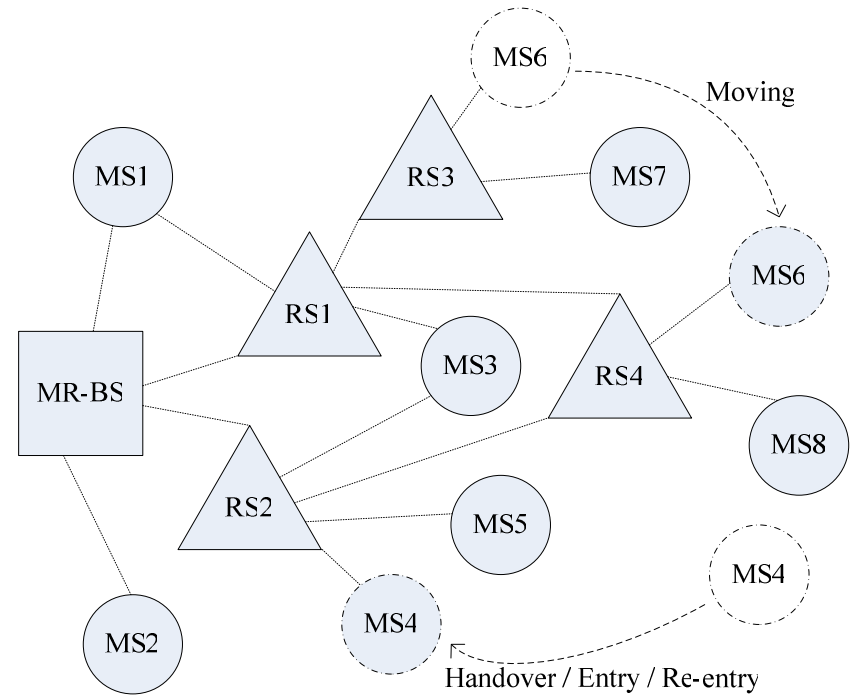 MS6
Moving
MS1
RS3
MS7
MS6
RS1
MS3
RS4
MR-BS
MS8
RS2
MS5
MS4
MS4
MS2
Handover / Entry / Re-entry